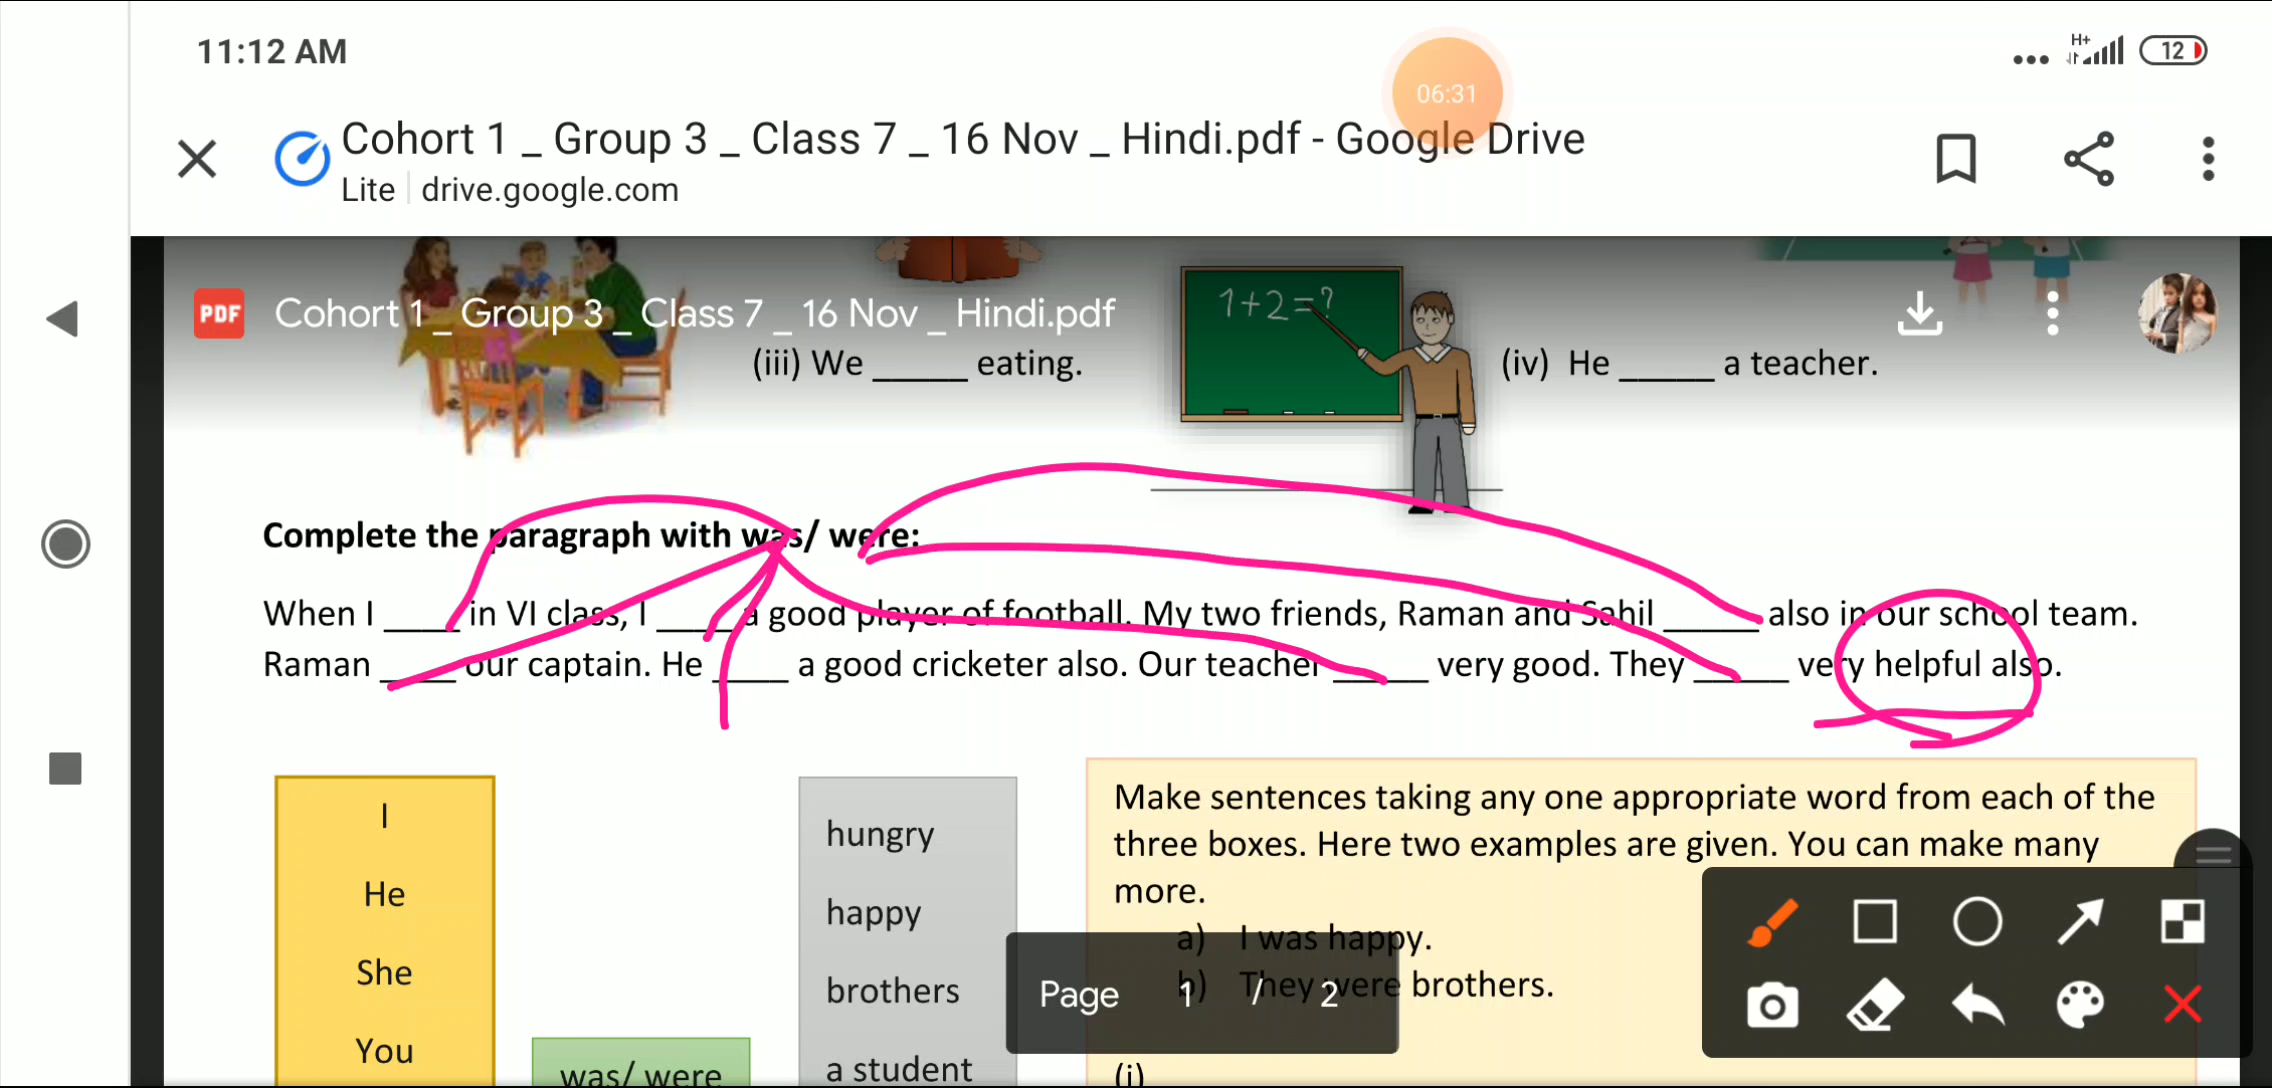 11:12 AM
H+
12
06:31
Cohort 1 _ Group 3 _ Class 7 _ 16 Nov _ Hindi.pdf - Google Drive
Lite drive.google.com
PDF Cohort 1 _ Group 3 _ Class 7 _ 16 Nov _ Hindi.pdf
1+2=?
(iii) We _____ eating.
(iv) He _____ a teacher.
Complete the paragraph with was/ were:
When I ____ in VI class, I ____ a good player of football. My two friends, Raman and Sahil _____ also in our school team.
Raman ____ our captain. He ____ a good cricketer also. Our teacher _____ very good. They _____ very helpful also.
I
He
She
You
was/ were
hungry
happy
brothers
a student
Make sentences taking any one appropriate word from each of the
three boxes. Here two examples are given. You can make many
more.
a) I was happy.
b) They were brothers.
(i)
Page 1 / 2